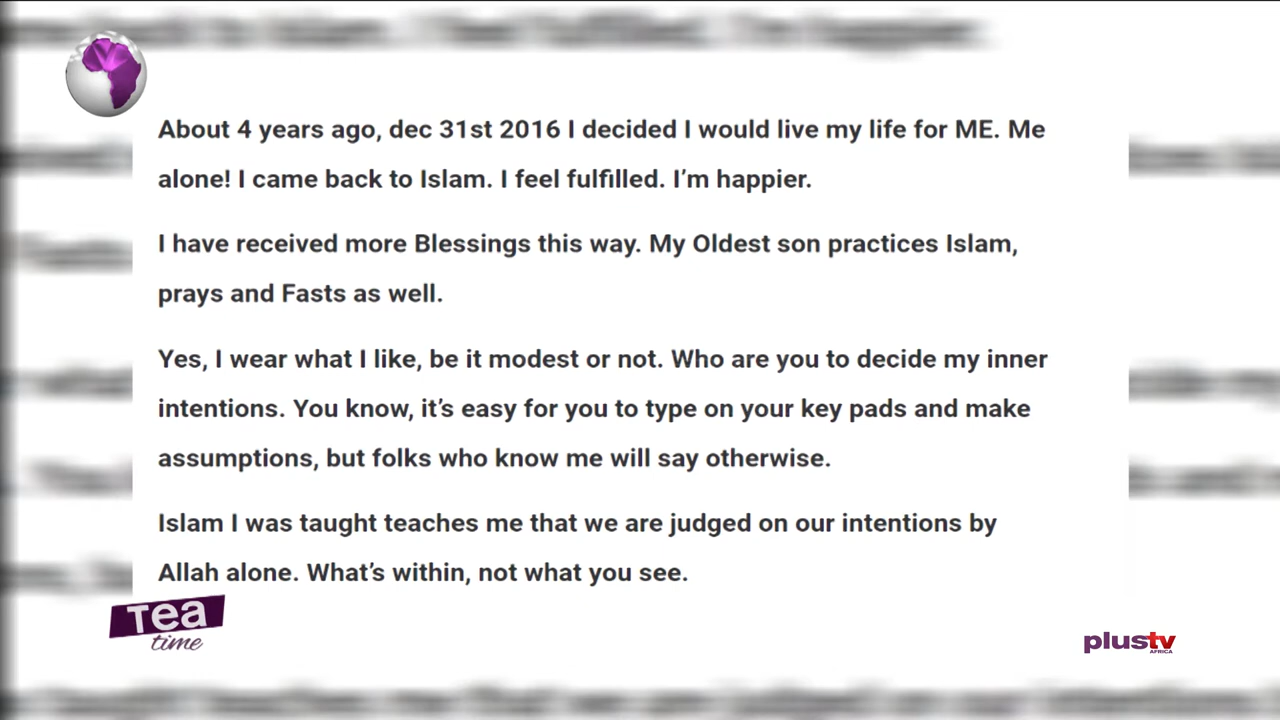 About 4 years ago, dec 31st 2016 I decided I would live my life for ME. Me
alone! I came back to Islam. I feel fulfilled. I’m happier.
I have received more Blessings this way. My Oldest son practices Islam,
prays and Fasts as well.
Yes, I wear what I like, be it modest or not. Who are you to decide my inner
intentions. You know, it’s easy for you to type on your key pads and make
assumptions, but folks who know me will say otherwise.
Islam I was taught teaches me that we are judged on our intentions by
Allah alone. What’s within, not what you see.
Tea
time
plustv
AFRICA